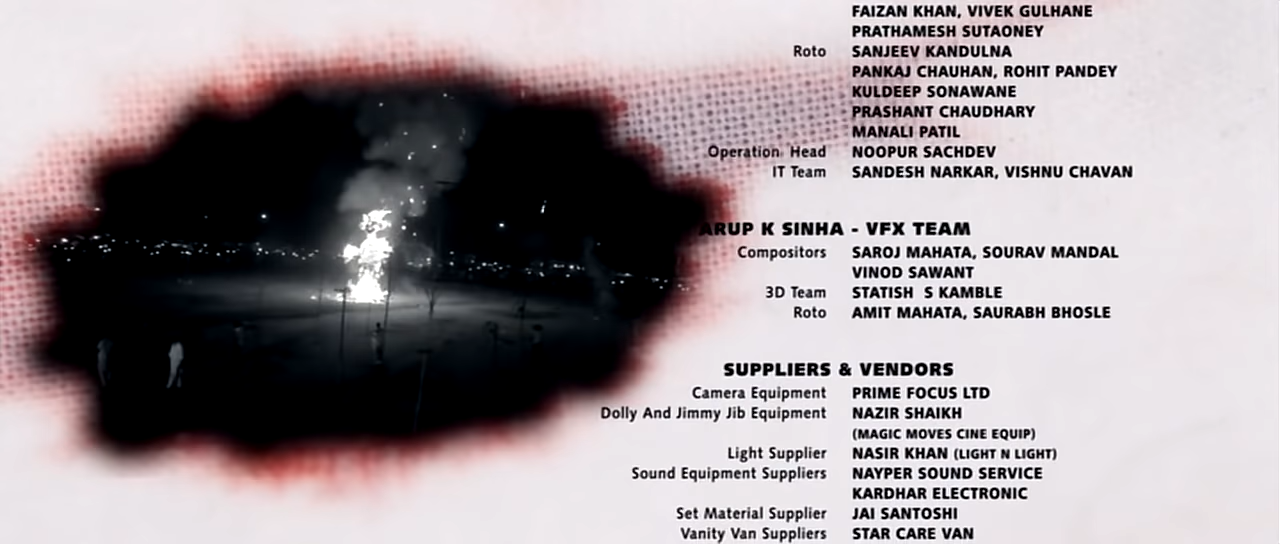 FAIZAN KHAN, VIVEK GULHANE
PRATHAMESH SUTAONEY
Roto SANJEEV KANDULNA
PANKAJ CHAUHAN, ROHIT PANDEY
KULDEEP SONAWANE
PRASHANT CHAUDHARY
MANALI PATIL
Operation Head NOOPUR SACHDEV
IT Team SANDESH NARKAR, VISHNU CHAVAN
ARUP K SINHA - VFX TEAM
Compositors SAROJ MAHATA, SOURAV MANDAL
VINOD SAWANT
3D Team STATISH S KAMBLE
Roto AMIT MAHATA, SAURABH BHOSLE
SUPPLIERS & VENDORS
Camera Equipment PRIME FOCUS LTD
Dolly And Jimmy Jib Equipment NAZIR SHAIKH
(MAGIC MOVES CINE EQUIP)
Light Supplier NASIR KHAN (LIGHT N LIGHT)
Sound Equipment Suppliers NAYPER SOUND SERVICE
KARDHAR ELECTRONIC
Set Material Supplier JAI SANTOSHI
Vanity Van Suppliers STAR CARE VAN